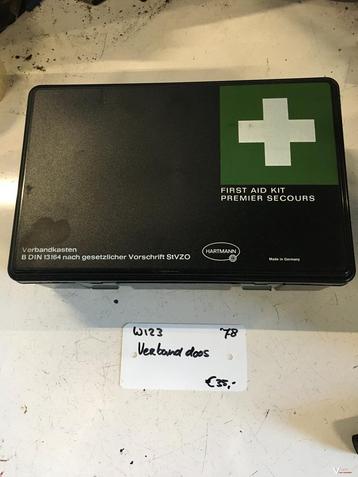 FIRST AID KIT
PREMIER SECOURS
Verbandkasten
B DIN 13164 nach gesetzlicher Vorschrift StVZO
HARTMANN
Made in Germany
W123 '78
Verband doos
€35,-